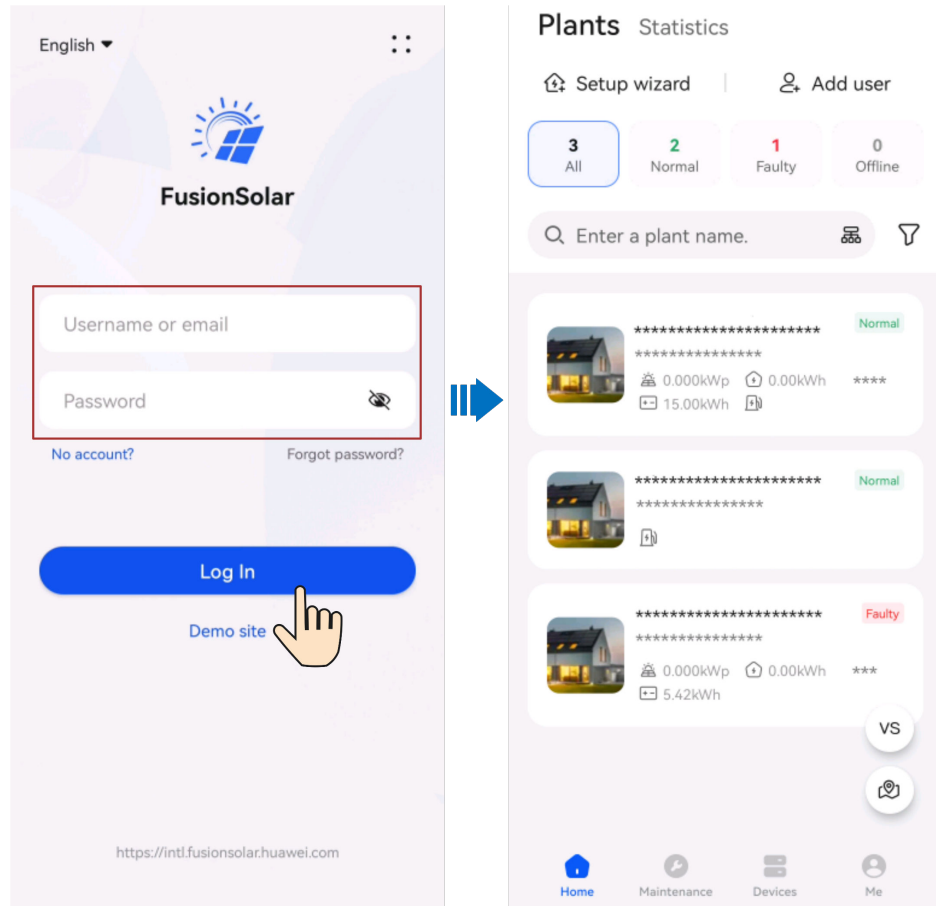 English
FusionSolar
Username or email
Password
No account?
Forgot password?
Log In
Demo site
https://intl.fusionsolar.huawei.com
Plants Statistics
Setup wizard
Add user
3
All
2
Normal
1
Faulty
0
Offline
Enter a plant name.
**********************
Normal
***************
0.000kWp 0.00kWh ****
15.00kWh
**********************
Normal
***************
**********************
Faulty
***************
0.000kWp 0.00kWh ***
5.42kWh
VS
Home
Maintenance
Devices
Me